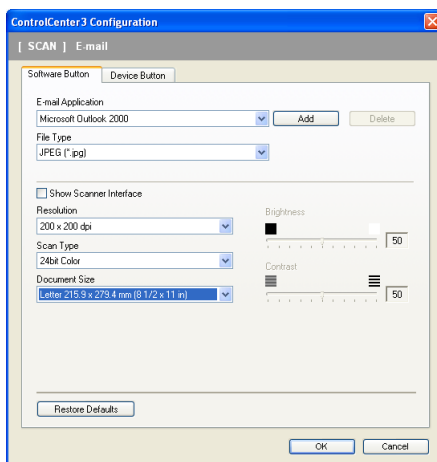 ControlCenter3 Configuration
[ SCAN ] E-mail
Software Button Device Button
E-mail Application
Microsoft Outlook 2000 Add Delete
File Type
JPEG (*.jpg)
Show Scanner Interface
Resolution Brightness
200 x 200 dpi 50
Scan Type
24bit Color Contrast
Document Size
Letter 215.9 x 279.4 mm (8 1/2 x 11 in) 50
Restore Defaults
OK Cancel